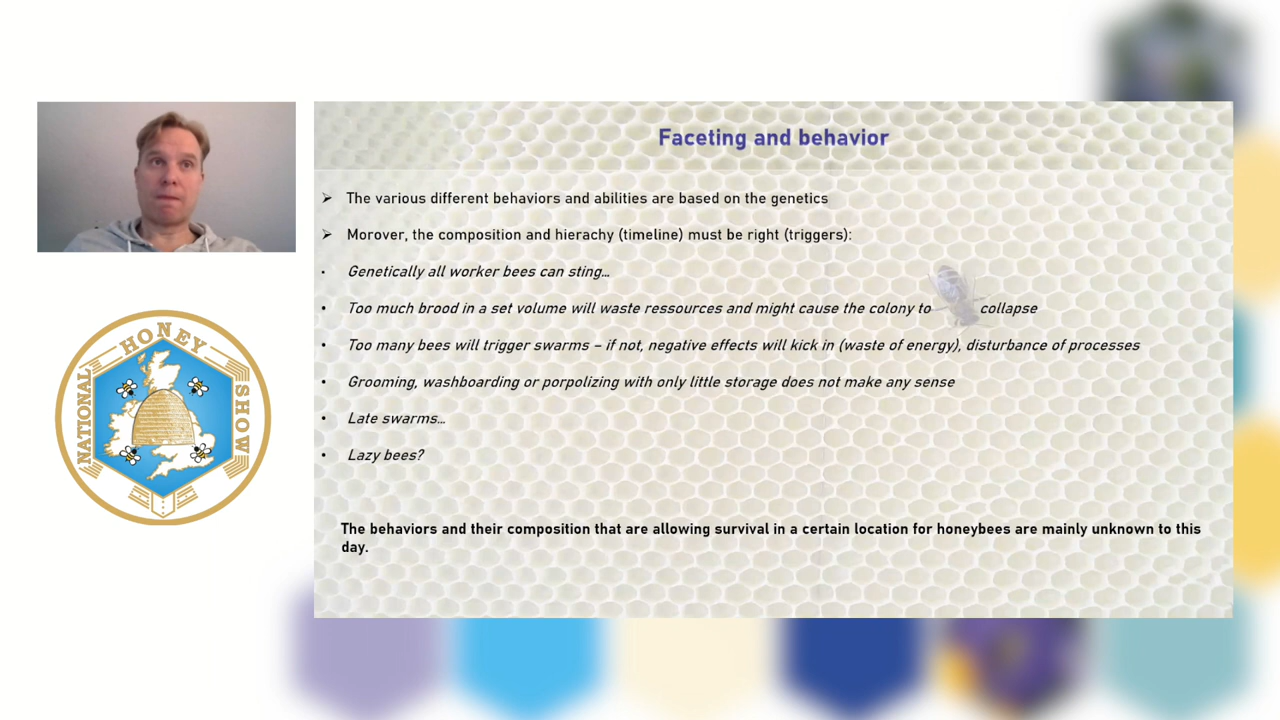 Faceting and behavior
➢ The various different behaviors and abilities are based on the genetics
➢ Morover, the composition and hierachy (timeline) must be right (triggers):
• Genetically all worker bees can sting…
• Too much brood in a set volume will waste ressources and might cause the colony to collapse
• Too many bees will trigger swarms – if not, negative effects will kick in (waste of energy), disturbance of processes
• Grooming, washboarding or porpolizing with only little storage does not make any sense
• Late swarms…
• Lazy bees?
The behaviors and their composition that are allowing survival in a certain location for honeybees are mainly unknown to this
day.
NATIONAL HONEY SHOW